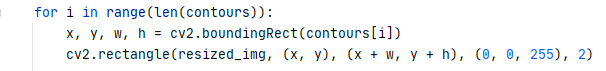 for i in range(len(contours)):
    x, y, w, h = cv2.boundingRect(contours[i])
    cv2.rectangle(resized_img, (x, y), (x + w, y + h), (0, 0, 255), 2)